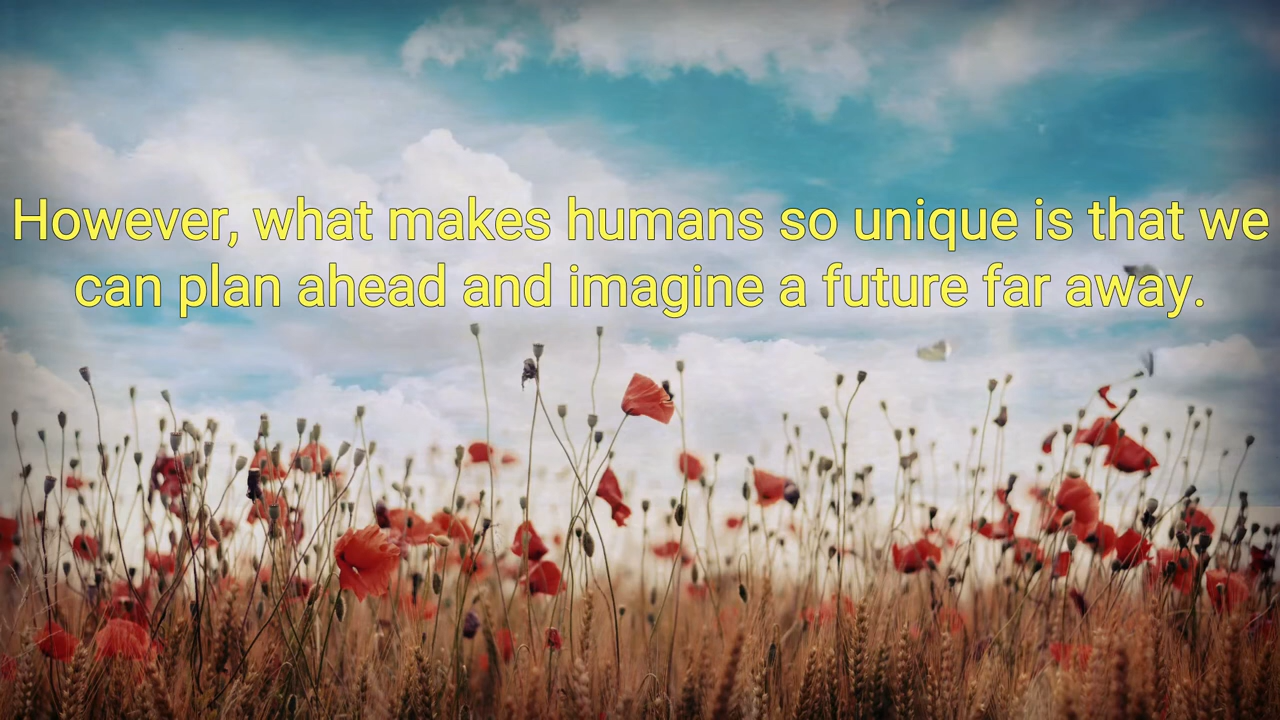 However, what makes humans so unique is that we
can plan ahead and imagine a future far away.